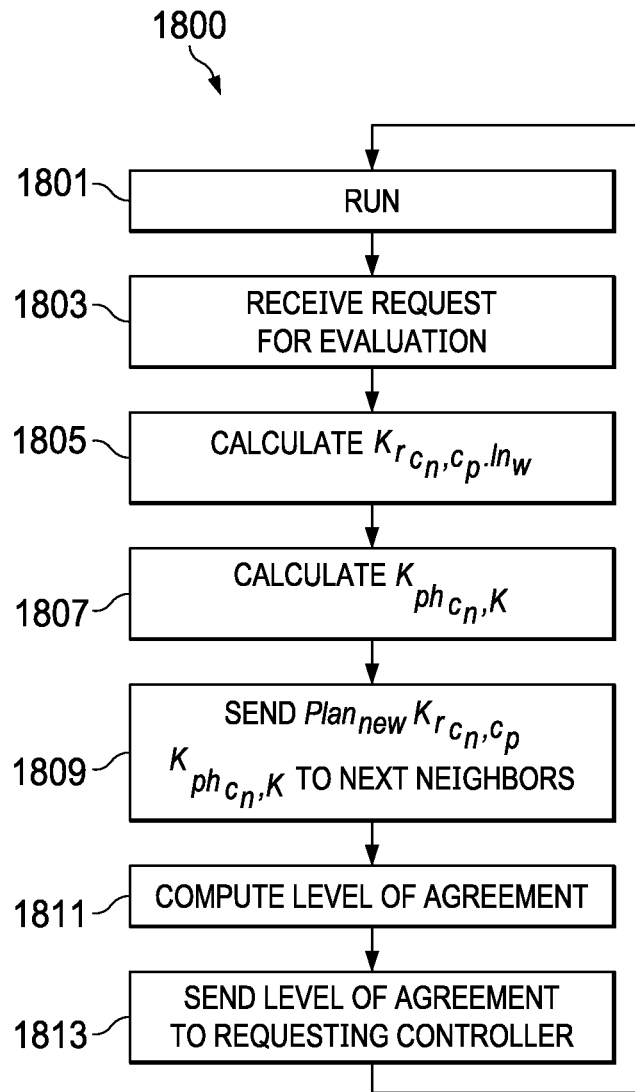 1800
1801
RUN
1803
RECEIVE REQUEST
FOR EVALUATION
1805
CALCULATE K_{r c_n, c_p.ln_w}
1807
CALCULATE K_{ph c_n, K}
1809
SEND Plan_{new} K_{r c_n, c_p}
K_{ph c_n, K} TO NEXT NEIGHBORS
1811
COMPUTE LEVEL OF AGREEMENT
1813
SEND LEVEL OF AGREEMENT
TO REQUESTING CONTROLLER